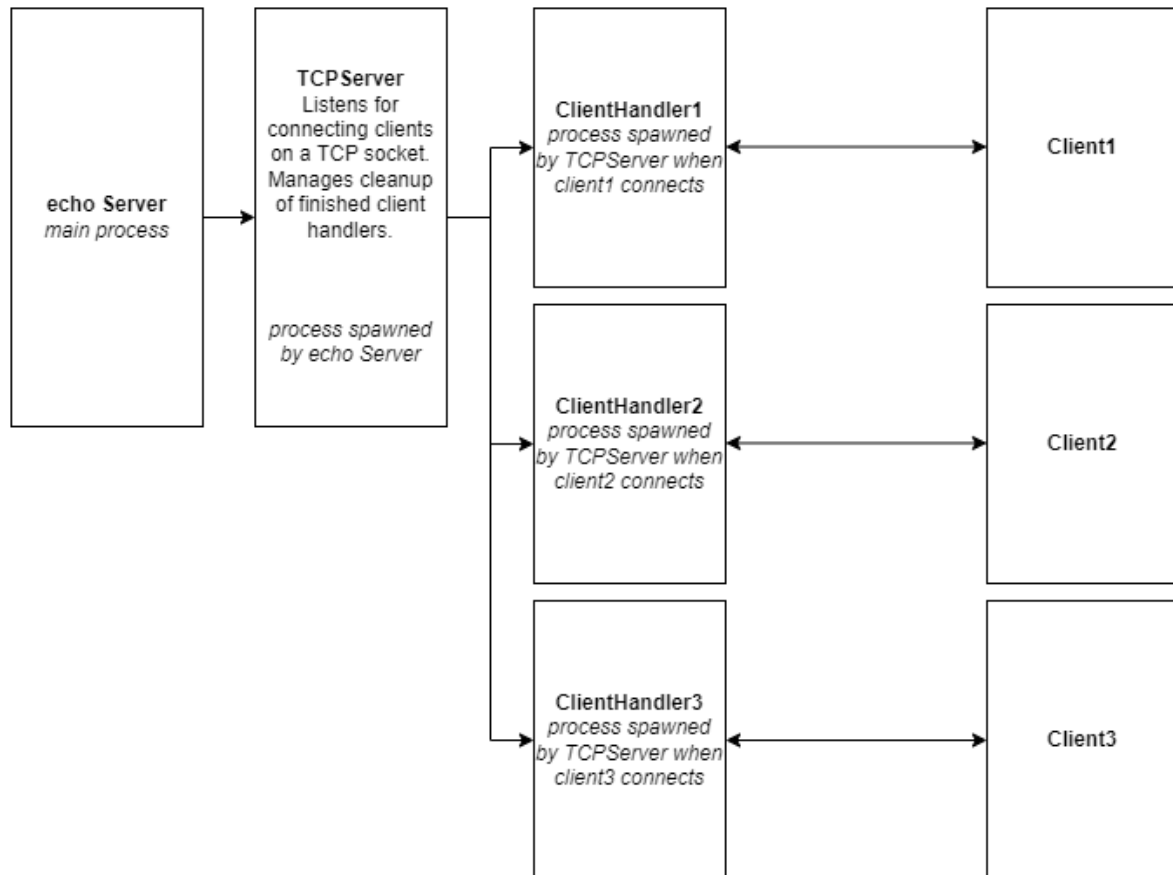 echo Server
main process
TCPServer
Listens for
connecting clients
on a TCP socket.
Manages cleanup
of finished client
handlers.
process spawned
by echo Server
ClientHandler1
process spawned
by TCPServer when
client1 connects
Client1
ClientHandler2
process spawned
by TCPServer when
client2 connects
Client2
ClientHandler3
process spawned
by TCPServer when
client3 connects
Client3